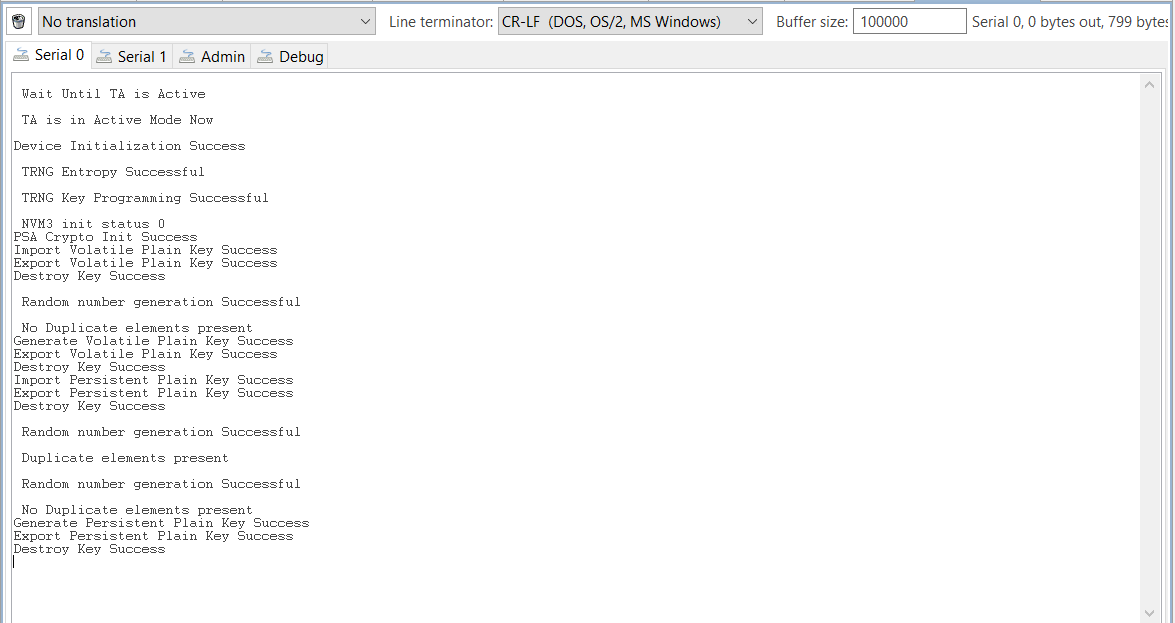 No translation Line terminator: CR-LF (DOS, OS/2, MS Windows) Buffer size: 100000 Serial 0, 0 bytes out, 799 bytes
Serial 0 Serial 1 Admin Debug
Wait Until TA is Active
TA is in Active Mode Now
Device Initialization Success
TRNG Entropy Successful
TRNG Key Programming Successful
NVM3 init status 0
PSA Crypto Init Success
Import Volatile Plain Key Success
Export Volatile Plain Key Success
Destroy Key Success
Random number generation Successful
No Duplicate elements present
Generate Volatile Plain Key Success
Export Volatile Plain Key Success
Destroy Key Success
Import Persistent Plain Key Success
Export Persistent Plain Key Success
Destroy Key Success
Random number generation Successful
Duplicate elements present
Random number generation Successful
No Duplicate elements present
Generate Persistent Plain Key Success
Export Persistent Plain Key Success
Destroy Key Success